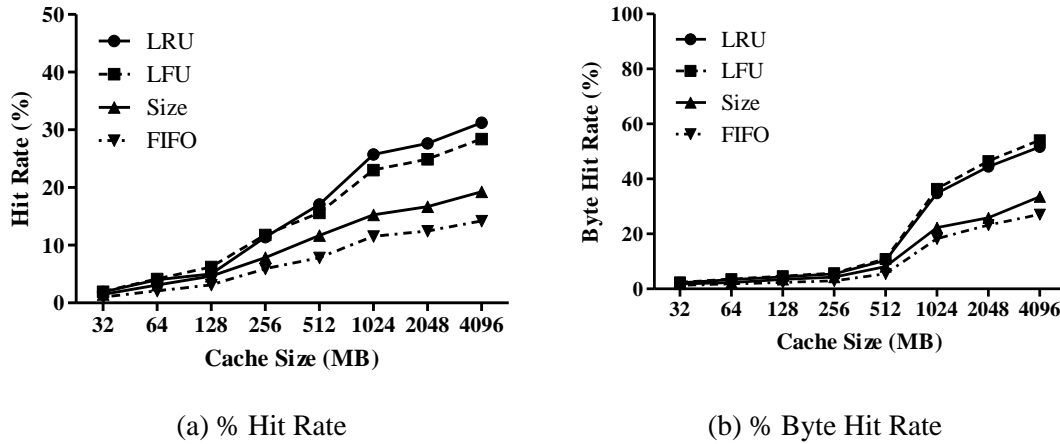 50
40
30
20
10
0
Hit Rate (%)
LRU
LFU
Size
FIFO
32 64 128 256 512 1024 2048 4096
Cache Size (MB)
(a) % Hit Rate
100
80
60
40
20
0
Byte Hit Rate (%)
LRU
LFU
Size
FIFO
32 64 128 256 512 1024 2048 4096
Cache Size (MB)
(b) % Byte Hit Rate